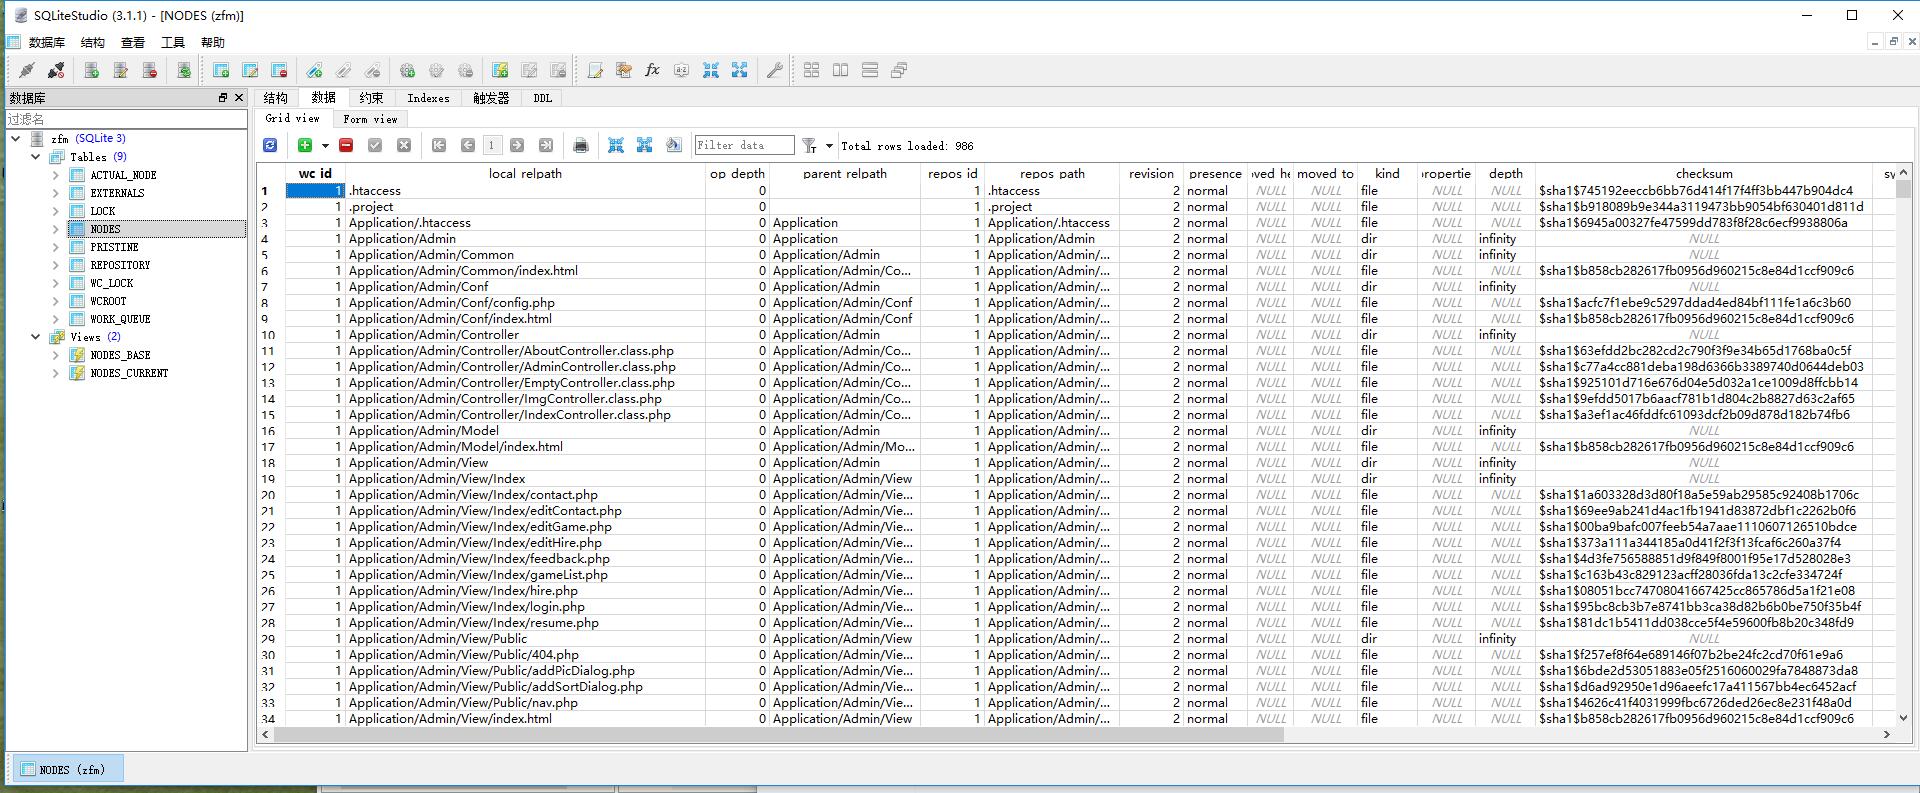 SQLiteStudio (3.1.1) - [NODES (zfm)]
数据库 结构 查看 工具 帮助
数据库
过滤名
zfm (SQLite 3)
Tables (9)
ACTUAL_NODE
EXTERNALS
LOCK
NODES
PRISTINE
REPOSITORY
WC_LOCK
WCROOT
WORK_QUEUE
Views (2)
NODES_BASE
NODES_CURRENT
结构 数据 约束 Indexes 触发器 DDL
Grid view Form view
1 Filter data Total rows loaded: 986
wc_id local_relpath op_depth parent_relpath repos_id repos_path revision presence moved_to kind depth checksum
1 1 .htaccess 0 1 .htaccess 2 normal NULL NULL file NULL NULL $sha1$745192eeccb6bb76d414f17f4ff3bb447b904dc4
2 1 .project 0 1 .project 2 normal NULL NULL file NULL NULL $sha1$b918089b9e344a3119473bb9054bf630401d811d
3 1 Application/.htaccess 0 Application 1 Application/.htaccess 2 normal NULL NULL file NULL NULL $sha1$6945a00327fe47599dd783f8f28c6ecf9938806a
4 1 Application/Admin 0 Application 1 Application/Admin 2 normal NULL NULL dir NULL infinity NULL
5 1 Application/Admin/Common 0 Application/Admin 1 Application/Admin/... 2 normal NULL NULL dir NULL infinity NULL
6 1 Application/Admin/Common/index.html 0 Application/Admin/Co... 1 Application/Admin/... 2 normal NULL NULL file NULL NULL $sha1$b858cb282617fb0956d960215c8e84d1ccf909c6
7 1 Application/Admin/Conf 0 Application/Admin 1 Application/Admin/... 2 normal NULL NULL dir NULL infinity NULL
8 1 Application/Admin/Conf/config.php 0 Application/Admin/Conf 1 Application/Admin/... 2 normal NULL NULL file NULL NULL $sha1$acfc7f1ebe9c5297ddad4ed84bf111fe1a6c3b60
9 1 Application/Admin/Conf/index.html 0 Application/Admin/Conf 1 Application/Admin/... 2 normal NULL NULL file NULL NULL $sha1$b858cb282617fb0956d960215c8e84d1ccf909c6
10 1 Application/Admin/Controller 0 Application/Admin 1 Application/Admin/... 2 normal NULL NULL dir NULL infinity NULL
11 1 Application/Admin/Controller/AboutController.class.php 0 Application/Admin/Co... 1 Application/Admin/... 2 normal NULL NULL file NULL NULL $sha1$63efdd2bc282cd2c790f3f9e34b65d1768ba0c5f
12 1 Application/Admin/Controller/AdminController.class.php 0 Application/Admin/Co... 1 Application/Admin/... 2 normal NULL NULL file NULL NULL $sha1$c77a4cc881deba198d6366b3389740d0644deb03
13 1 Application/Admin/Controller/EmptyController.class.php 0 Application/Admin/Co... 1 Application/Admin/... 2 normal NULL NULL file NULL NULL $sha1$925101d716e676d04e5d032a1ce1009d8ffcbb14
14 1 Application/Admin/Controller/ImgController.class.php 0 Application/Admin/Co... 1 Application/Admin/... 2 normal NULL NULL file NULL NULL $sha1$9efdd5017b6aacf781b1d804c2b8827d63c2af65
15 1 Application/Admin/Controller/IndexController.class.php 0 Application/Admin/Co... 1 Application/Admin/... 2 normal NULL NULL file NULL NULL $sha1$a3ef1ac46fddfc61093dcf2b09d878d182b74fb6
16 1 Application/Admin/Model 0 Application/Admin 1 Application/Admin/... 2 normal NULL NULL dir NULL infinity NULL
17 1 Application/Admin/Model/index.html 0 Application/Admin/Mo... 1 Application/Admin/... 2 normal NULL NULL file NULL NULL $sha1$b858cb282617fb0956d960215c8e84d1ccf909c6
18 1 Application/Admin/View 0 Application/Admin 1 Application/Admin/... 2 normal NULL NULL dir NULL infinity NULL
19 1 Application/Admin/View/Index 0 Application/Admin/View 1 Application/Admin/... 2 normal NULL NULL dir NULL infinity NULL
20 1 Application/Admin/View/Index/contact.php 0 Application/Admin/Vie... 1 Application/Admin/... 2 normal NULL NULL file NULL NULL $sha1$1a603328d3d80f18a5e59ab29585c92408b1706c
21 1 Application/Admin/View/Index/editContact.php 0 Application/Admin/Vie... 1 Application/Admin/... 2 normal NULL NULL file NULL NULL $sha1$69ee9ab241d4ac1fb1941d83872dbf1c2262b0f6
22 1 Application/Admin/View/Index/editGame.php 0 Application/Admin/Vie... 1 Application/Admin/... 2 normal NULL NULL file NULL NULL $sha1$00ba9bafc007feeb54a7aae1110607126510bdce
23 1 Application/Admin/View/Index/editHire.php 0 Application/Admin/Vie... 1 Application/Admin/... 2 normal NULL NULL file NULL NULL $sha1$373a111a344185a0d41f2f3f13fcaf6c260a37f4
24 1 Application/Admin/View/Index/feedback.php 0 Application/Admin/Vie... 1 Application/Admin/... 2 normal NULL NULL file NULL NULL $sha1$4d3fe756588851d9f849f8001f95e17d528028e3
25 1 Application/Admin/View/Index/gameList.php 0 Application/Admin/Vie... 1 Application/Admin/... 2 normal NULL NULL file NULL NULL $sha1$c163b43c829123acff28036fda13c2cfe334724f
26 1 Application/Admin/View/Index/hire.php 0 Application/Admin/Vie... 1 Application/Admin/... 2 normal NULL NULL file NULL NULL $sha1$08051bcc74708041667425cc865786d5a1f21e08
27 1 Application/Admin/View/Index/login.php 0 Application/Admin/Vie... 1 Application/Admin/... 2 normal NULL NULL file NULL NULL $sha1$95bc8cb3b7e8741bb3ca38d82b6b0be750f35b4f
28 1 Application/Admin/View/Index/resume.php 0 Application/Admin/Vie... 1 Application/Admin/... 2 normal NULL NULL file NULL NULL $sha1$81dc1b5411dd038cce5f4e59600fb8b20c348fd9
29 1 Application/Admin/View/Public 0 Application/Admin/View 1 Application/Admin/... 2 normal NULL NULL dir NULL infinity NULL
30 1 Application/Admin/View/Public/404.php 0 Application/Admin/Vie... 1 Application/Admin/... 2 normal NULL NULL file NULL NULL $sha1$f257ef8f64e689146f07b2be24fc2cd70f61e9a6
31 1 Application/Admin/View/Public/addPicDialog.php 0 Application/Admin/Vie... 1 Application/Admin/... 2 normal NULL NULL file NULL NULL $sha1$6bde2d53051883e05f2516060029fa7848873da8
32 1 Application/Admin/View/Public/addSortDialog.php 0 Application/Admin/Vie... 1 Application/Admin/... 2 normal NULL NULL file NULL NULL $sha1$d6ad92950e1d96aeefc17a411567bb4ec6452acf
33 1 Application/Admin/View/Public/nav.php 0 Application/Admin/Vie... 1 Application/Admin/... 2 normal NULL NULL file NULL NULL $sha1$4626c41f4031999fbc6726ded26ec8e231f48a0d
34 1 Application/Admin/View/index.html 0 Application/Admin/View 1 Application/Admin/... 2 normal NULL NULL file NULL NULL $sha1$b858cb282617fb0956d960215c8e84d1ccf909c6
NODES (zfm)